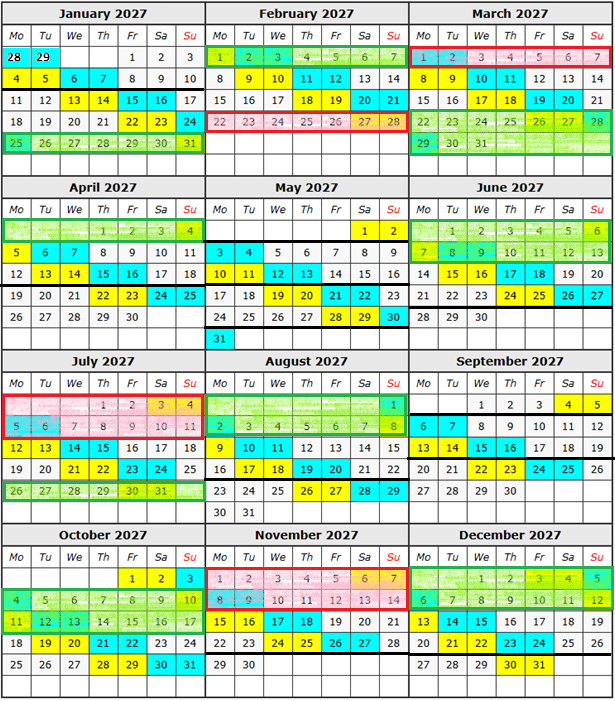 January 2027
Mo Tu We Th Fr Sa Su
28 29 1 2 3
4 5 6 7 8 9 10
11 12 13 14 15 16 17
18 19 20 21 22 23 24
25 26 27 28 29 30 31
February 2027
Mo Tu We Th Fr Sa Su
1 2 3 4 5 6 7
8 9 10 11 12 13 14
15 16 17 18 19 20 21
22 23 24 25 26 27 28
March 2027
Mo Tu We Th Fr Sa Su
1 2 3 4 5 6 7
8 9 10 11 12 13 14
15 16 17 18 19 20 21
22 23 24 25 26 27 28
29 30 31
April 2027
Mo Tu We Th Fr Sa Su
1 2 3 4
5 6 7 8 9 10 11
12 13 14 15 16 17 18
19 20 21 22 23 24 25
26 27 28 29 30
May 2027
Mo Tu We Th Fr Sa Su
1 2
3 4 5 6 7 8 9
10 11 12 13 14 15 16
17 18 19 20 21 22 23
24 25 26 27 28 29 30
31
June 2027
Mo Tu We Th Fr Sa Su
1 2 3 4 5 6
7 8 9 10 11 12 13
14 15 16 17 18 19 20
21 22 23 24 25 26 27
28 29 30
July 2027
Mo Tu We Th Fr Sa Su
1 2 3 4
5 6 7 8 9 10 11
12 13 14 15 16 17 18
19 20 21 22 23 24 25
26 27 28 29 30 31
August 2027
Mo Tu We Th Fr Sa Su
1
2 3 4 5 6 7 8
9 10 11 12 13 14 15
16 17 18 19 20 21 22
23 24 25 26 27 28 29
30 31
September 2027
Mo Tu We Th Fr Sa Su
1 2 3 4 5
6 7 8 9 10 11 12
13 14 15 16 17 18 19
20 21 22 23 24 25 26
27 28 29 30
October 2027
Mo Tu We Th Fr Sa Su
1 2 3
4 5 6 7 8 9 10
11 12 13 14 15 16 17
18 19 20 21 22 23 24
25 26 27 28 29 30 31
November 2027
Mo Tu We Th Fr Sa Su
1 2 3 4 5 6 7
8 9 10 11 12 13 14
15 16 17 18 19 20 21
22 23 24 25 26 27 28
29 30
December 2027
Mo Tu We Th Fr Sa Su
1 2 3 4 5
6 7 8 9 10 11 12
13 14 15 16 17 18 19
20 21 22 23 24 25 26
27 28 29 30 31